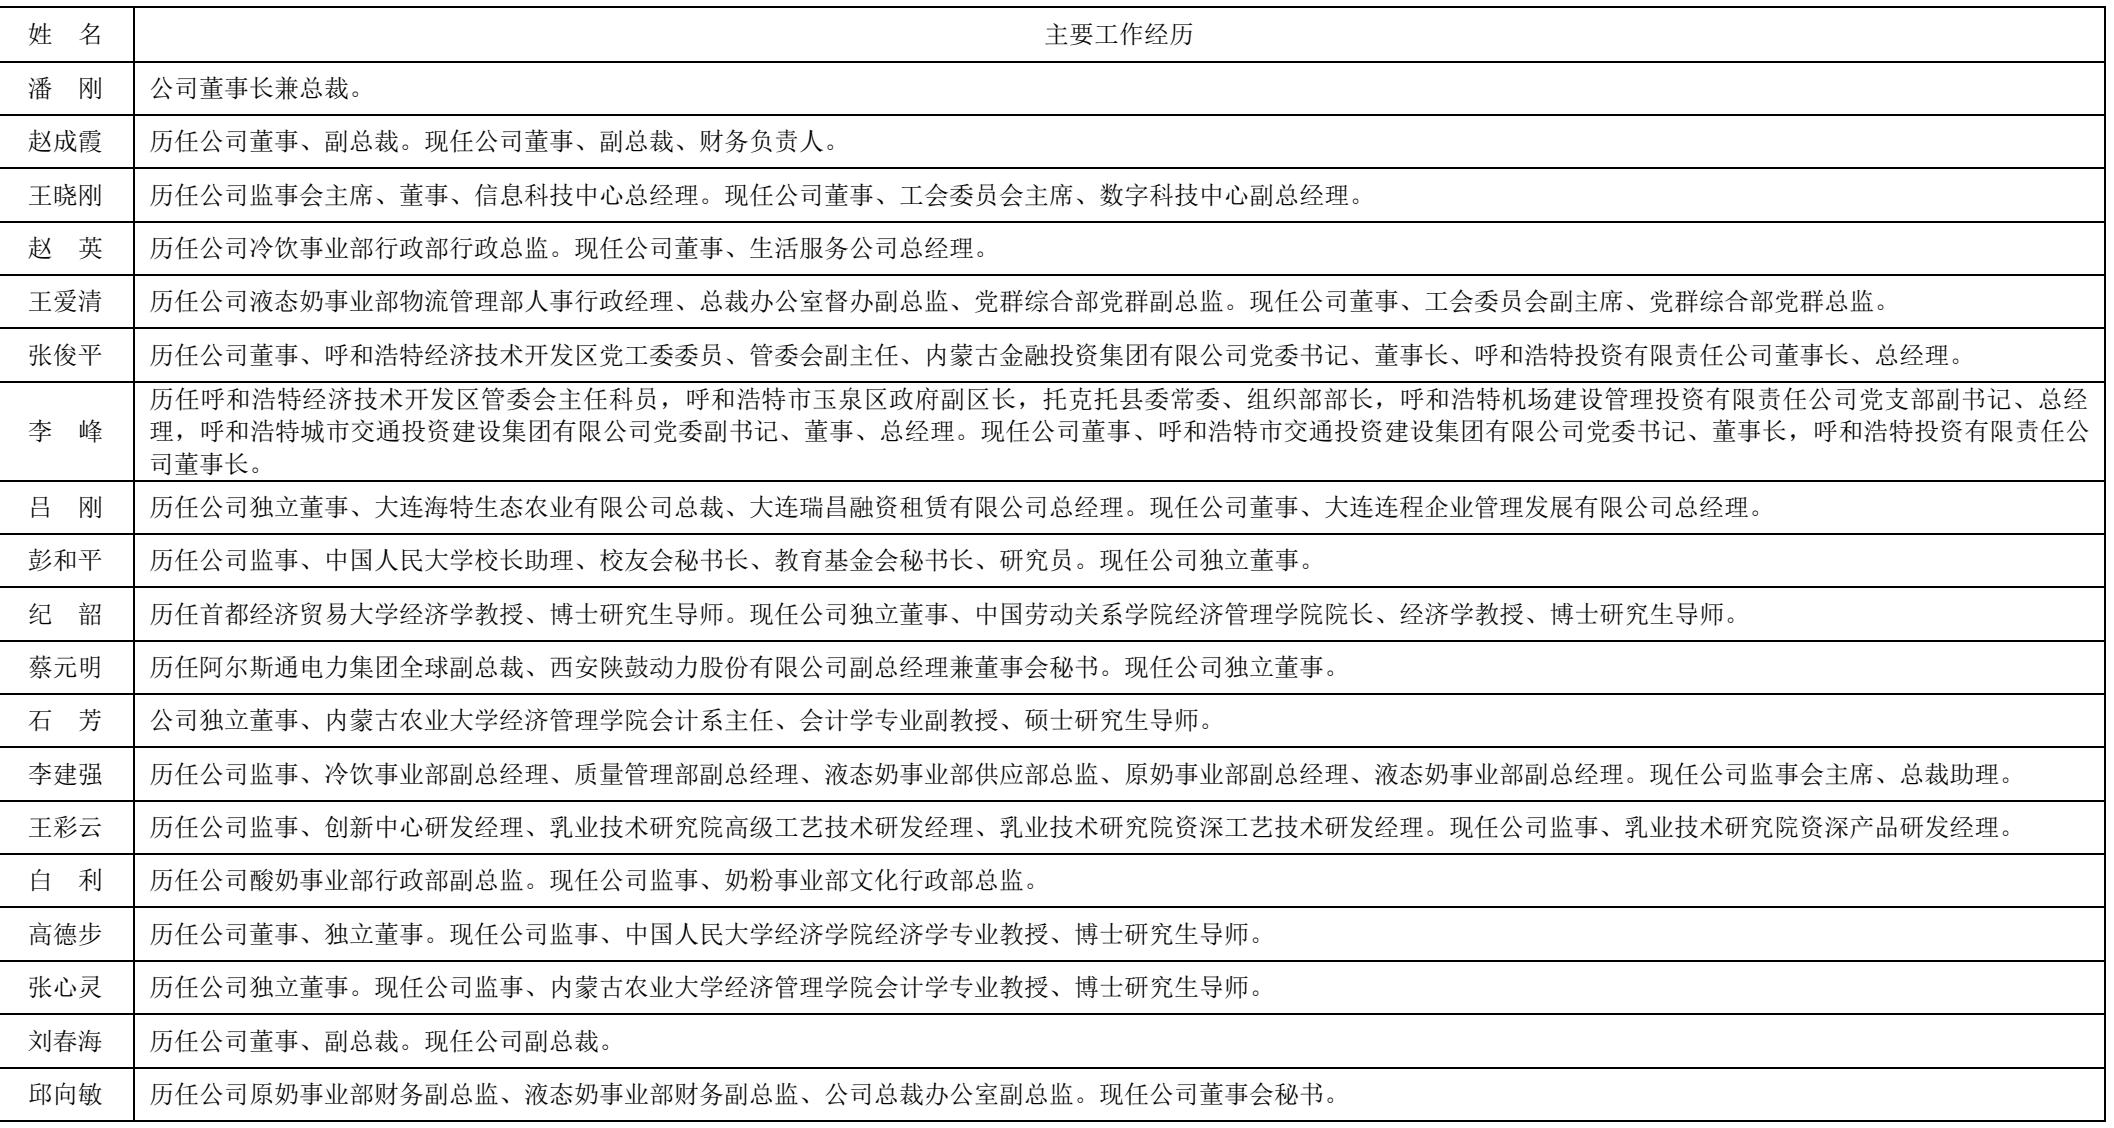 姓 名 主要工作经历
潘 刚 公司董事长兼总裁。
赵成霞 历任公司董事、副总裁。现任公司董事、副总裁、财务负责人。
王晓刚 历任公司监事会主席、董事、信息科技中心总经理。现任公司董事、工会委员会主席、数字科技中心副总经理。
赵 英 历任公司冷饮事业部行政部行政总监。现任公司董事、生活服务公司总经理。
王爱清 历任公司液态奶事业部物流管理部人事行政经理、总裁办公室督办副总监、党群综合部党群副总监。现任公司董事、工会委员会副主席、党群综合部党群总监。
张俊平 历任公司董事、呼和浩特经济技术开发区党工委委员、管委会副主任、内蒙古金融投资集团有限公司党委书记、董事长、呼和浩特投资有限责任公司董事长、总经理。
历任呼和浩特经济技术开发区管委会主任科员，呼和浩特市玉泉区政府副区长，托克托县委常委、组织部部长，呼和浩特机场建设管理投资有限责任公司党支部副书记、总经
李 峰 理，呼和浩特城市交通投资建设集团有限公司党委副书记、董事、总经理。现任公司董事、呼和浩特市交通投资建设集团有限公司党委书记、董事长，呼和浩特投资有限责任公
司董事长。
吕 刚 历任公司独立董事、大连海特生态农业有限公司总裁、大连瑞昌融资租赁有限公司总经理。现任公司董事、大连连程企业管理发展有限公司总经理。
彭和平 历任公司监事、中国人民大学校长助理、校友会秘书长、教育基金会秘书长、研究员。现任公司独立董事。
纪 韶 历任首都经济贸易大学经济学教授、博士研究生导师。现任公司独立董事、中国劳动关系学院经济管理学院院长、经济学教授、博士研究生导师。
蔡元明 历任阿尔斯通电力集团全球副总裁、西安陕鼓动力股份有限公司副总经理兼董事会秘书。现任公司独立董事。
石 芳 公司独立董事、内蒙古农业大学经济管理学院会计系主任、会计学专业副教授、硕士研究生导师。
李建强 历任公司监事、冷饮事业部副总经理、质量管理部副总经理、液态奶事业部供应部总监、原奶事业部副总经理、液态奶事业部副总经理。现任公司监事会主席、总裁助理。
王彩云 历任公司监事、创新中心研发经理、乳业技术研究院高级工艺技术研发经理、乳业技术研究院资深工艺技术研发经理。现任公司监事、乳业技术研究院资深产品研发经理。
白 利 历任公司酸奶事业部行政部副总监。现任公司监事、奶粉事业部文化行政部总监。
高德步 历任公司董事、独立董事。现任公司监事、中国人民大学经济学院经济学专业教授、博士研究生导师。
张心灵 历任公司独立董事。现任公司监事、内蒙古农业大学经济管理学院会计学专业教授、博士研究生导师。
刘春海 历任公司董事、副总裁。现任公司副总裁。
邱向敏 历任公司原奶事业部财务副总监、液态奶事业部财务副总监、公司总裁办公室副总监。现任公司董事会秘书。